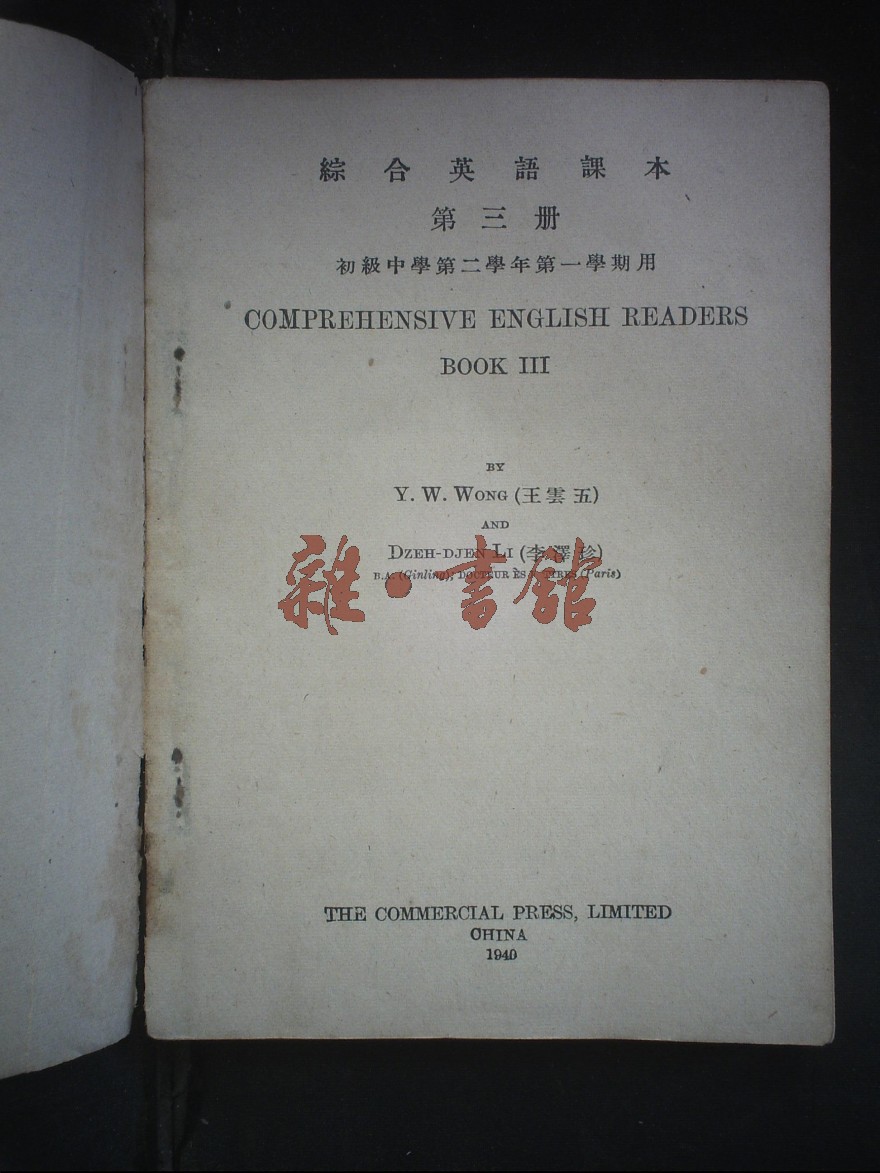 綜合英語課本
第三册
初級中學第二學年第一學期用
COMPREHENSIVE ENGLISH READERS
BOOK III
BY
Y. W. WONG (王雲五)
AND
DZEH-DJEN LI (李澤珍)
B.A. (Ginling); DOCTEUR ÈS (Paris)
雜·書館
THE COMMERCIAL PRESS, LIMITED
CHINA
1940